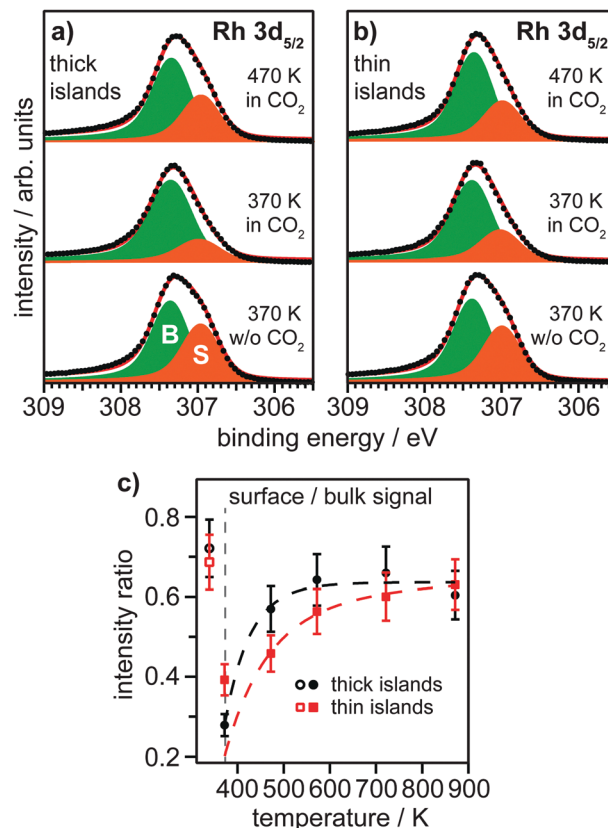 a) Rh 3d5/2
thick
islands
470 K
in CO2
370 K
in CO2
370 K
w/o CO2
B
S
309 308 307 306
b) Rh 3d5/2
thin
islands
470 K
in CO2
370 K
in CO2
370 K
w/o CO2
309 308 307 306
intensity / arb. units
binding energy / eV
c)
surface / bulk signal
0.8
0.6
0.4
0.2
intensity ratio
thick islands
thin islands
400 500 600 700 800 900
temperature / K